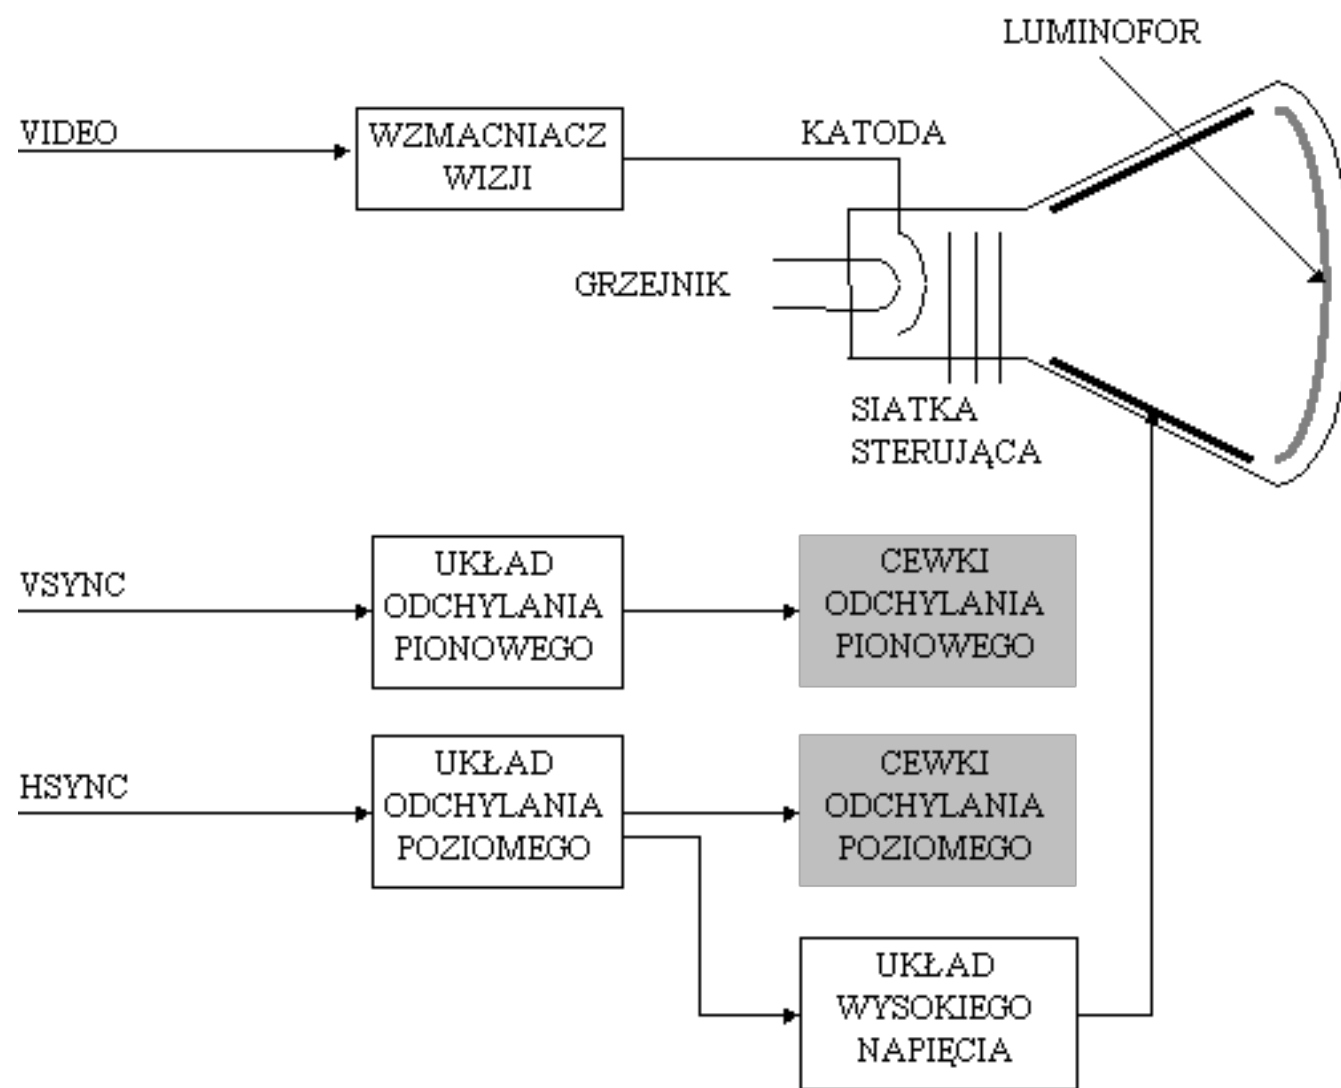 LUMINOFOR
VIDEO
WZMACNIACZ
WIZJI
KATODA
GRZEJNIK
SIATKA
STERUJĄCA
VSYNC
UKŁAD
ODCHYLANIA
PIONOWEGO
CEWKI
ODCHYLANIA
PIONOWEGO
HSYNC
UKŁAD
ODCHYLANIA
POZIOMEGO
CEWKI
ODCHYLANIA
POZIOMEGO
UKŁAD
WYSOKIEGO
NAPIĘCIA